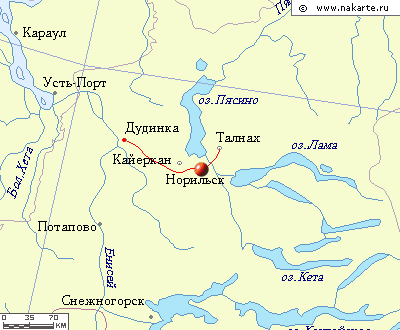 © www.nakarte.ru
Пя
Караул
Усть-Порт
оз.Пясино
Дудинка
Талнах
оз.Лама
Кайеркан
Норильск
Бол.Хета
Потапово
Енисей
оз.Кета
Снежногорск
0 35 70
КМ